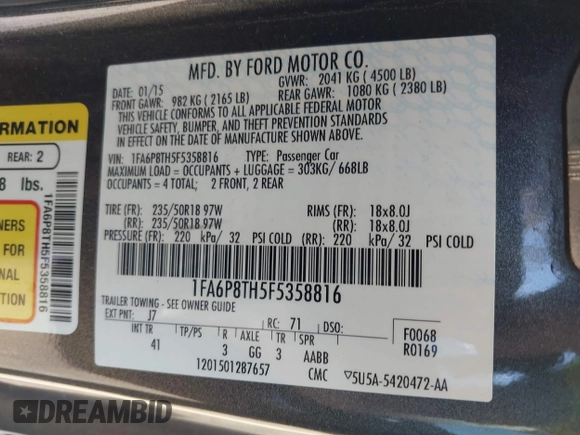 MFD. BY FORD MOTOR CO.
DATE: 01/15 GVWR: 2041 KG ( 4500 LB)
FRONT GAWR: 982 KG ( 2165 LB) REAR GAWR: 1080 KG ( 2380 LB)
THIS VEHICLE CONFORMS TO ALL APPLICABLE FEDERAL MOTOR
VEHICLE SAFETY, BUMPER, AND THEFT PREVENTION STANDARDS
IN EFFECT ON THE DATE OF MANUFACTURE SHOWN ABOVE.
VIN: 1FA6P8TH5F5358816 TYPE: Passenger Car
MAXIMUM LOAD = OCCUPANTS + LUGGAGE = 303KG/ 668LB
OCCUPANTS = 4 TOTAL; 2 FRONT, 2 REAR
TIRE (FR): 235/50R18 97W RIMS (FR): 18x8.0J
(RR): 235/50R18 97W (RR): 18x8.0J
PRESSURE (FR): 220 kPa/ 32 PSI COLD (RR): 220 kPa/ 32 PSI COLD
1FA6P8TH5F5358816
TRAILER TOWING - SEE OWNER GUIDE
EXT PNT: J7 RC: 71 DSO: F0068
INT TR TP/PS R AXLE TR SPR R0169
41 3 GG 3 AABB
1201501287657 CMC 5U5A-5420472-AA
ORMATION
REAR: 2
8 lbs.
OWNERS
FOR
ONAL
TION
1FA6P8TH5F5358816
DREAMBID